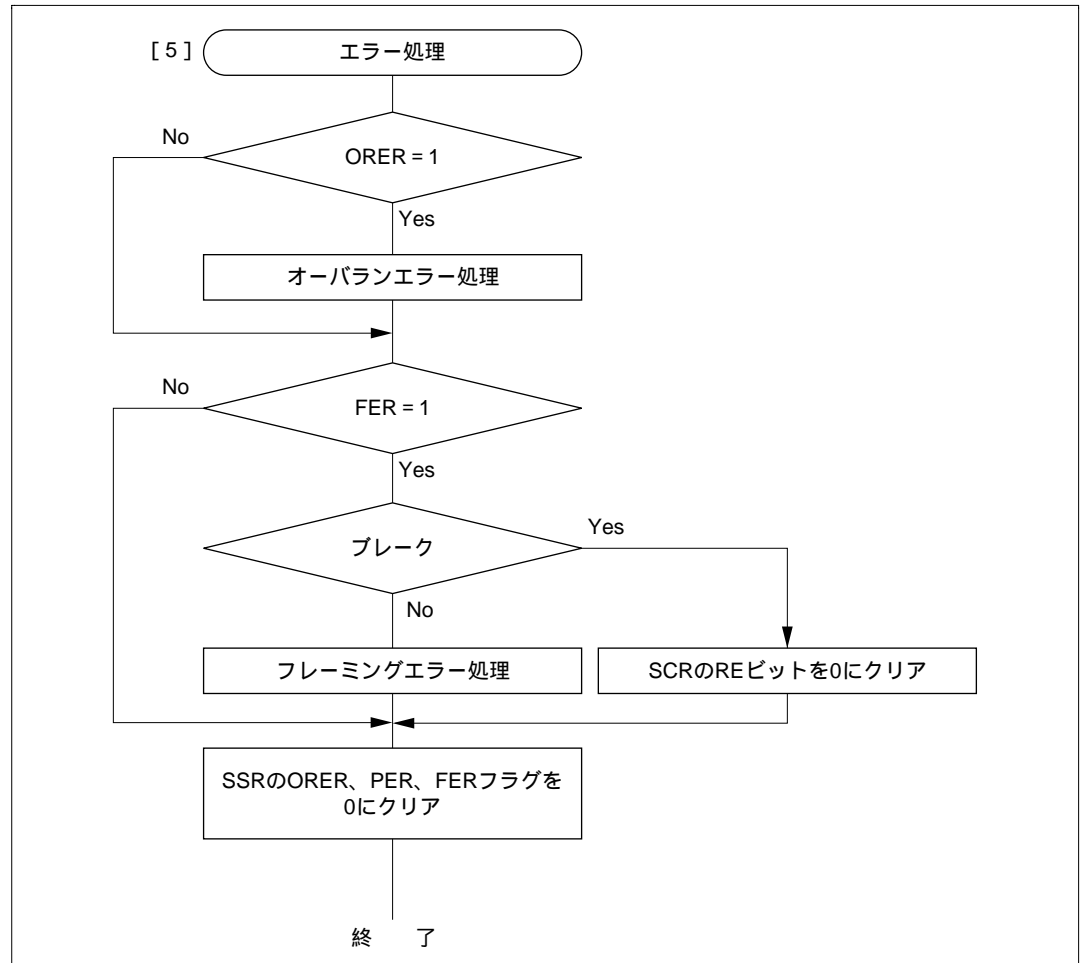 [ 5 ]
エラー処理
No
ORER = 1
Yes
オーバランエラー処理
No
FER = 1
Yes
ブレーク
Yes
No
フレーミングエラー処理
SCRのREビットを0にクリア
SSRのORER、PER、FERフラグを
0にクリア
終 了